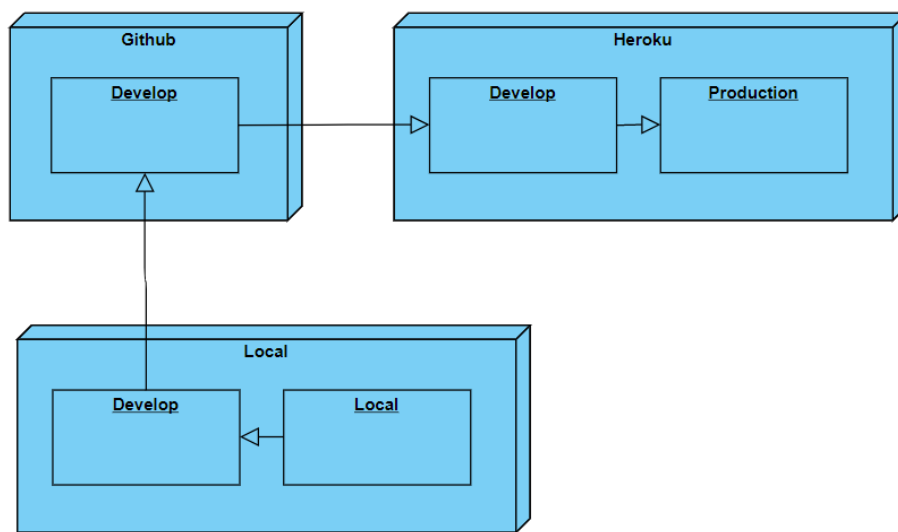 Github
Develop
Heroku
Develop
Production
Local
Develop
Local